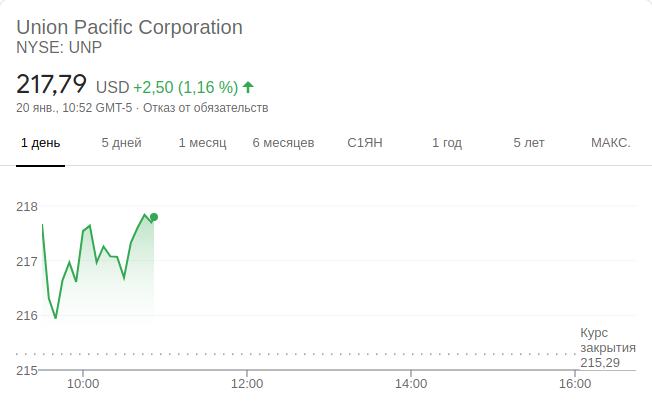 Union Pacific Corporation
NYSE: UNP
217,79 USD +2,50 (1,16 %)
20 янв., 10:52 GMT-5 · Отказ от обязательств
1 день 5 дней 1 месяц 6 месяцев С1ЯН 1 год 5 лет МАКС.
218
217
216
Курс
закрытия
215,29
215
10:00 12:00 14:00 16:00